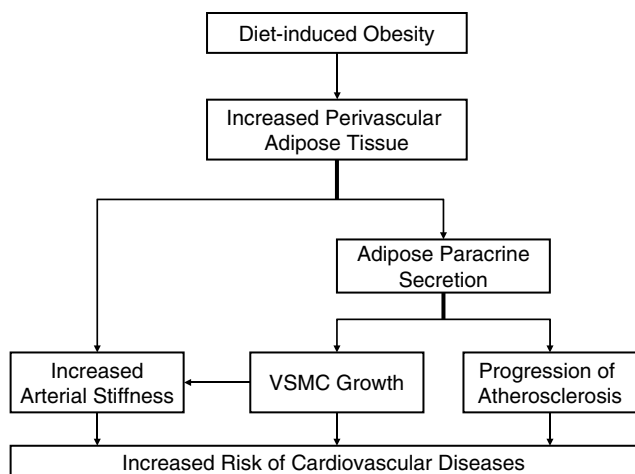 Diet-induced Obesity
Increased Perivascular
Adipose Tissue
Adipose Paracrine
Secretion
Increased
Arterial Stiffness
VSMC Growth
Progression of
Atherosclerosis
Increased Risk of Cardiovascular Diseases